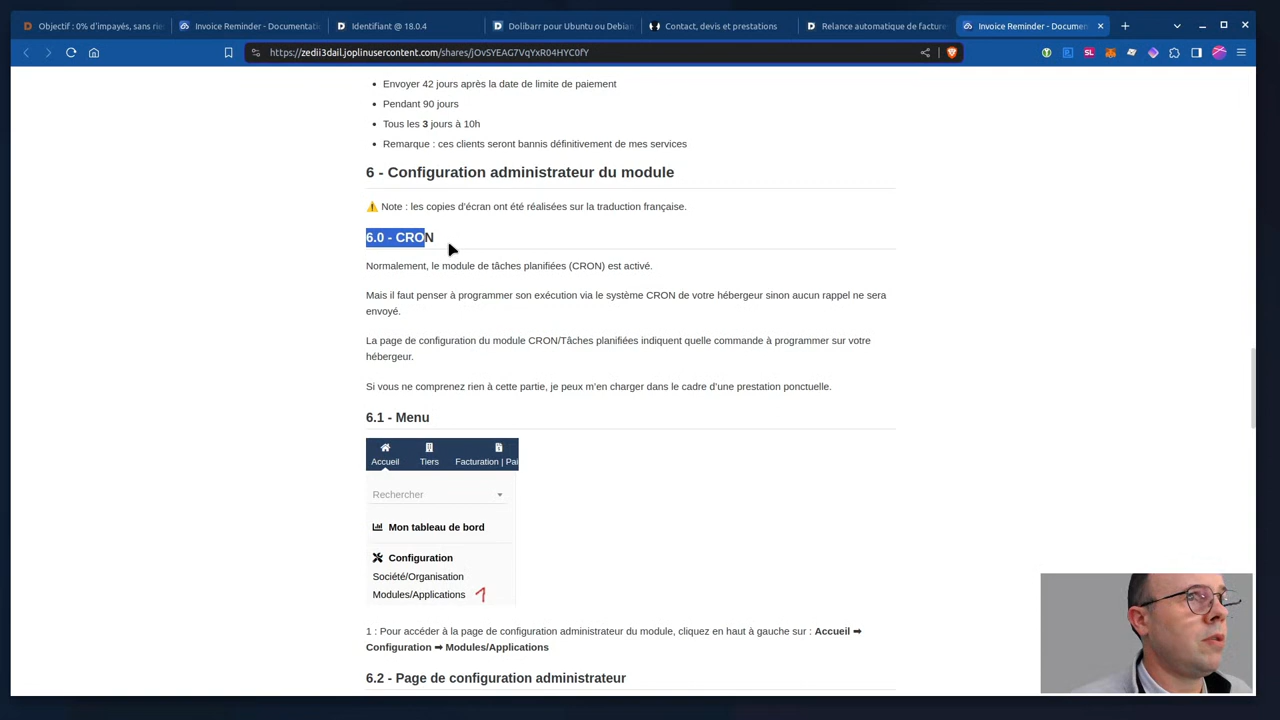 Objectif : 0% d'impayés, sans rie
Invoice Reminder - Documentati
Identifiant @ 18.0.4
Dolibarr pour Ubuntu ou Debian
Contact, devis et prestations
Relance automatique de facture
Invoice Reminder - Documen
https://zedii3dail.joplinusercontent.com/shares/jOvSYEAG7VqYxR04HYC0fY
• Envoyer 42 jours après la date de limite de paiement
• Pendant 90 jours
• Tous les 3 jours à 10h
• Remarque : ces clients seront bannis définitivement de mes services
6 - Configuration administrateur du module
⚠️ Note : les copies d'écran ont été réalisées sur la traduction française.
6.0 - CRON
Normalement, le module de tâches planifiées (CRON) est activé.
Mais il faut penser à programmer son exécution via le système CRON de votre hébergeur sinon aucun rappel ne sera
envoyé.
La page de configuration du module CRON/Tâches planifiées indiquent quelle commande à programmer sur votre
hébergeur.
Si vous ne comprenez rien à cette partie, je peux m'en charger dans le cadre d'une prestation ponctuelle.
6.1 - Menu
Accueil Tiers Facturation | Pai
Rechercher
Mon tableau de bord
Configuration
Société/Organisation
Modules/Applications 1
1 : Pour accéder à la page de configuration administrateur du module, cliquez en haut à gauche sur : Accueil ➡
Configuration ➡ Modules/Applications
6.2 - Page de configuration administrateur